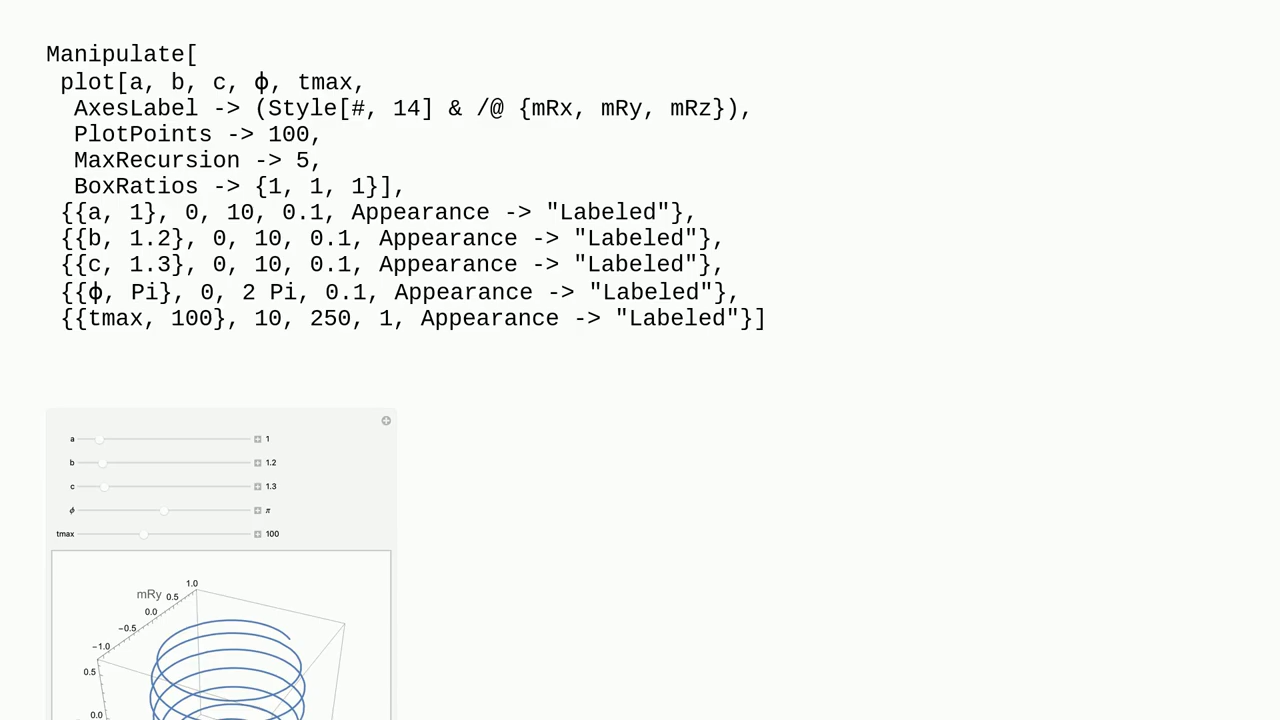 Manipulate[
plot[a, b, c, ϕ, tmax,
AxesLabel -> (Style[#, 14] & /@ {mRx, mRy, mRz}),
PlotPoints -> 100,
MaxRecursion -> 5,
BoxRatios -> {1, 1, 1}],
{{a, 1}, 0, 10, 0.1, Appearance -> "Labeled"},
{{b, 1.2}, 0, 10, 0.1, Appearance -> "Labeled"},
{{c, 1.3}, 0, 10, 0.1, Appearance -> "Labeled"},
{{ϕ, Pi}, 0, 2 Pi, 0.1, Appearance -> "Labeled"},
{{tmax, 100}, 10, 250, 1, Appearance -> "Labeled"}]
a 1
b 1.2
c 1.3
ϕ π
tmax 100
1.0
mRy 0.5
0.0
−0.5
−1.0
0.5
0.0